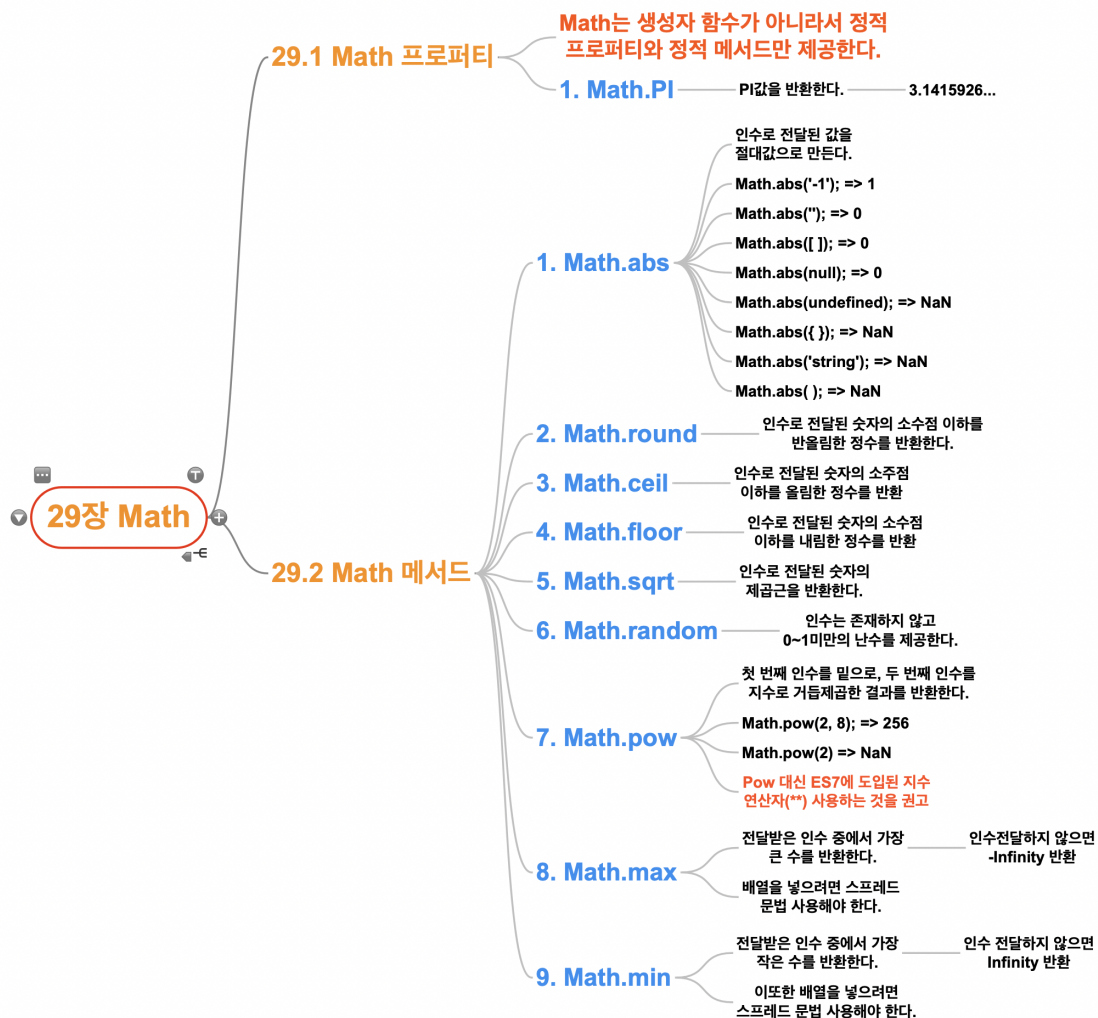 29장 Math
29.1 Math 프로퍼티
Math는 생성자 함수가 아니라서 정적
프로퍼티와 정적 메서드만 제공한다.
1. Math.PI
PI값을 반환한다.
3.1415926...
29.2 Math 메서드
1. Math.abs
인수로 전달된 값을
절대값으로 만든다.
Math.abs('-1'); => 1
Math.abs(''); => 0
Math.abs([ ]); => 0
Math.abs(null); => 0
Math.abs(undefined); => NaN
Math.abs({ }); => NaN
Math.abs('string'); => NaN
Math.abs( ); => NaN
2. Math.round
인수로 전달된 숫자의 소수점 이하를
반올림한 정수를 반환한다.
3. Math.ceil
인수로 전달된 숫자의 소주점
이하를 올림한 정수를 반환
4. Math.floor
인수로 전달된 숫자의 소수점
이하를 내림한 정수를 반환
5. Math.sqrt
인수로 전달된 숫자의
제곱근을 반환한다.
6. Math.random
인수는 존재하지 않고
0~1미만의 난수를 제공한다.
7. Math.pow
첫 번째 인수를 밑으로, 두 번째 인수를
지수로 거듭제곱한 결과를 반환한다.
Math.pow(2, 8); => 256
Math.pow(2) => NaN
Pow 대신 ES7에 도입된 지수
연산자(**) 사용하는 것을 권고
8. Math.max
전달받은 인수 중에서 가장
큰 수를 반환한다.
인수전달하지 않으면
-Infinity 반환
배열을 넣으려면 스프레드
문법 사용해야 한다.
9. Math.min
전달받은 인수 중에서 가장
작은 수를 반환한다.
인수 전달하지 않으면
Infinity 반환
이또한 배열을 넣으려면
스프레드 문법 사용해야 한다.